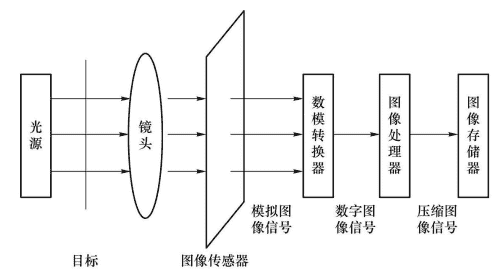 光源
镜头
数模转换器
图像处理器
图像存储器
模拟图
像信号
数字图
像信号
压缩图
像信号
目标
图像传感器